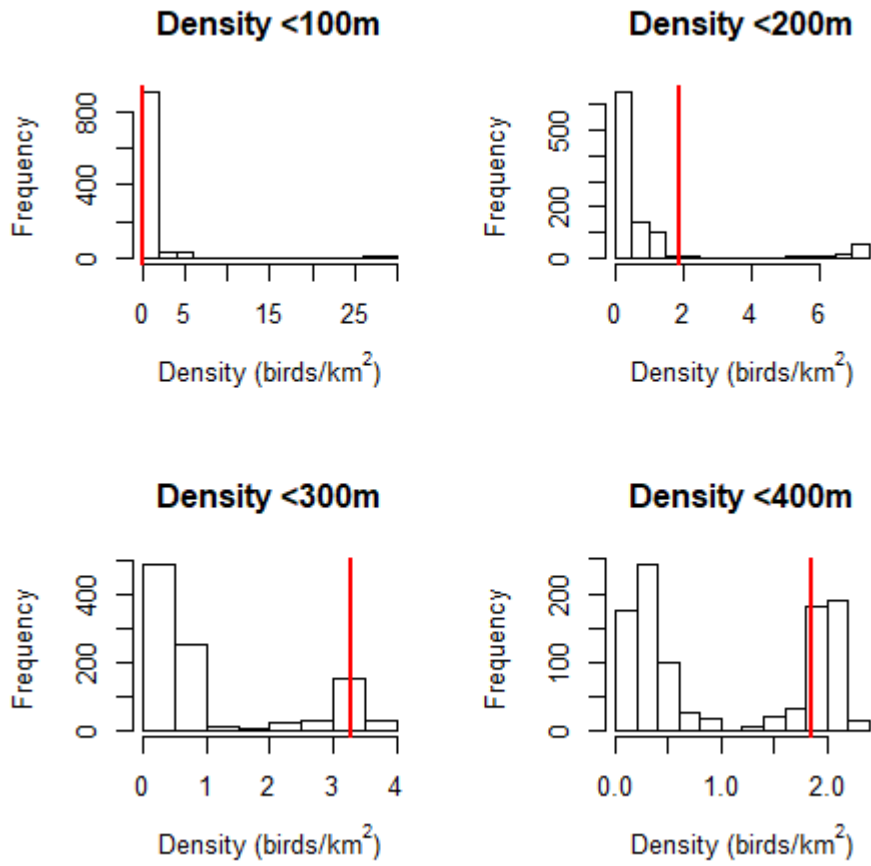 Density <100m
Frequency
0 400 800
0 5 15 25
Density (birds/km²)
Density <200m
Frequency
0 200 500
0 2 4 6
Density (birds/km²)
Density <300m
Frequency
0 200 400
0 1 2 3 4
Density (birds/km²)
Density <400m
Frequency
0 100 200
0.0 1.0 2.0
Density (birds/km²)